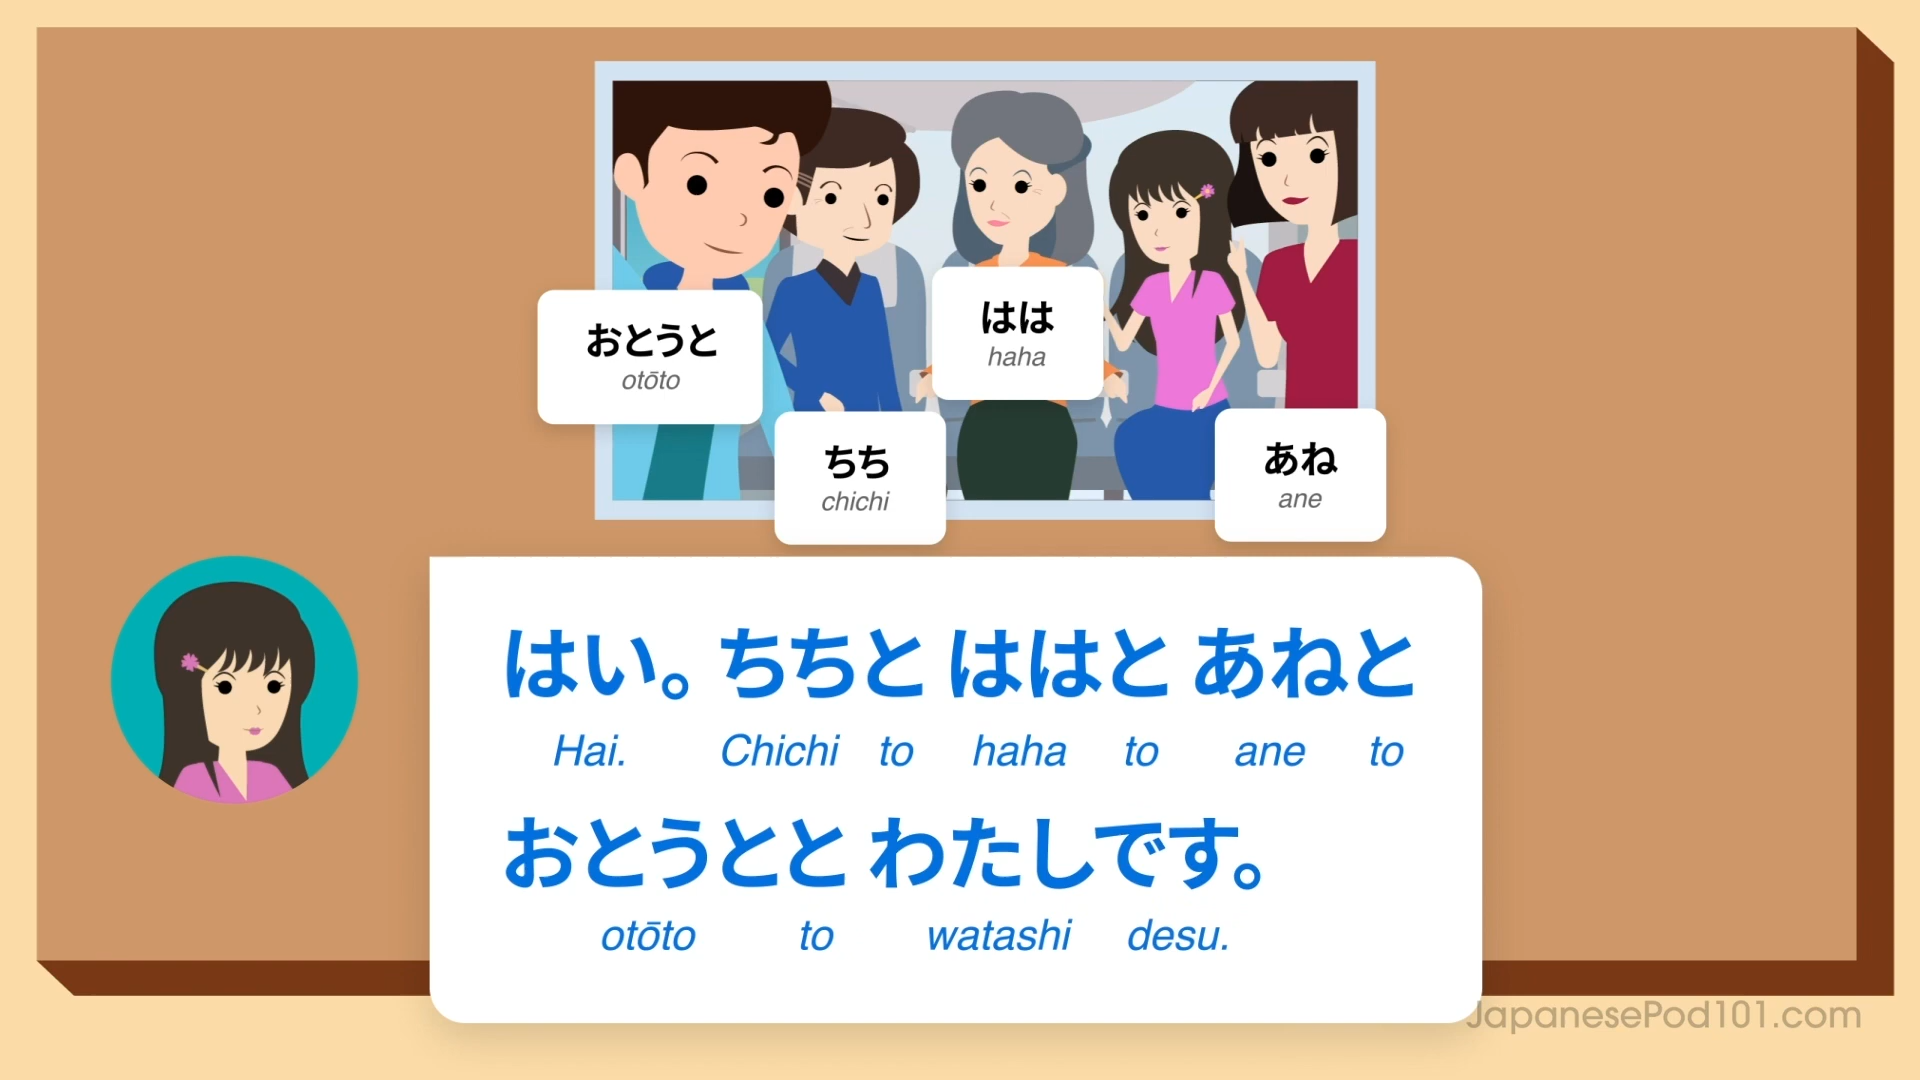 おとうと
otōto
はは
haha
ちち
chichi
あね
ane
はい。ちちと ははと あねと
Hai. Chichi to haha to ane to
おとうとと わたしです。
otōto to watashi desu.
JapanesePod101.com